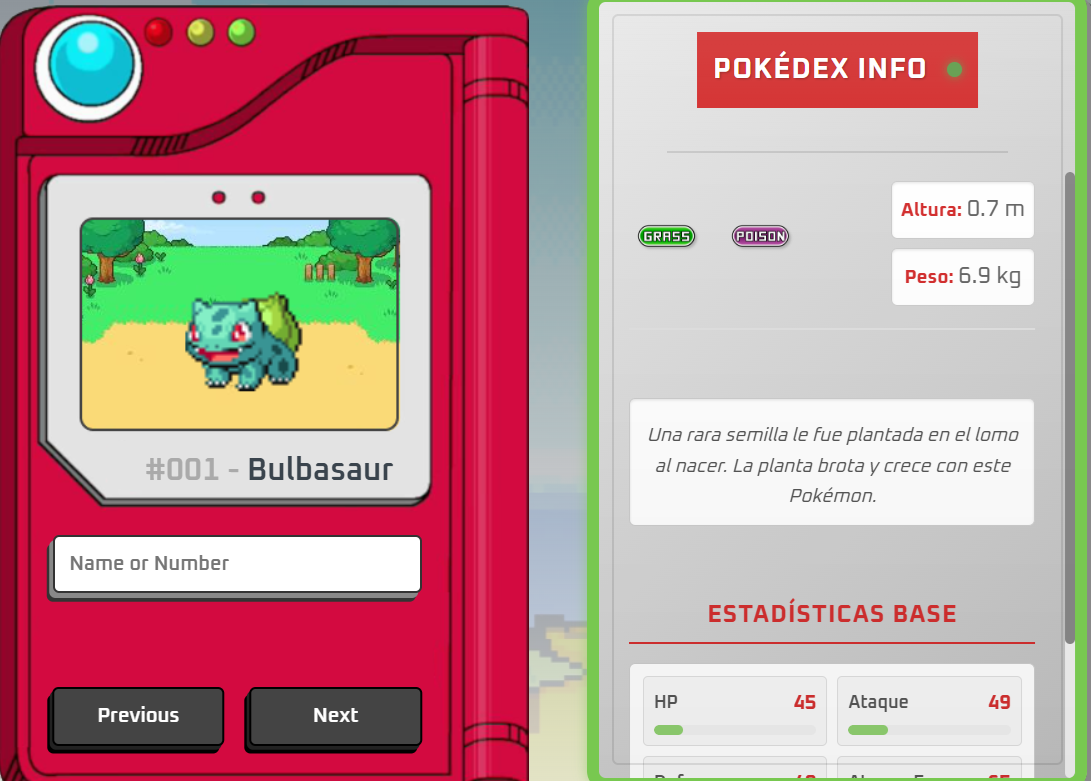 #001 - Bulbasaur
Name or Number
Previous
Next
POKÉDEX INFO
GRASS
POISON
Altura: 0.7 m
Peso: 6.9 kg
Una rara semilla le fue plantada en el lomo
al nacer. La planta brota y crece con este
Pokémon.
ESTADÍSTICAS BASE
HP 45
Ataque 49